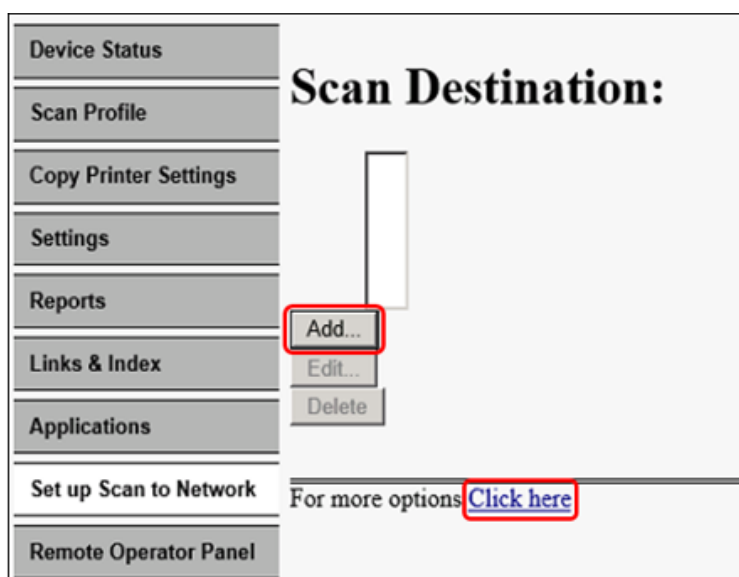 Device Status
Scan Profile
Copy Printer Settings
Settings
Reports
Links & Index
Applications
Set up Scan to Network
Remote Operator Panel
Scan Destination:
Add...
Edit...
Delete
For more options Click here